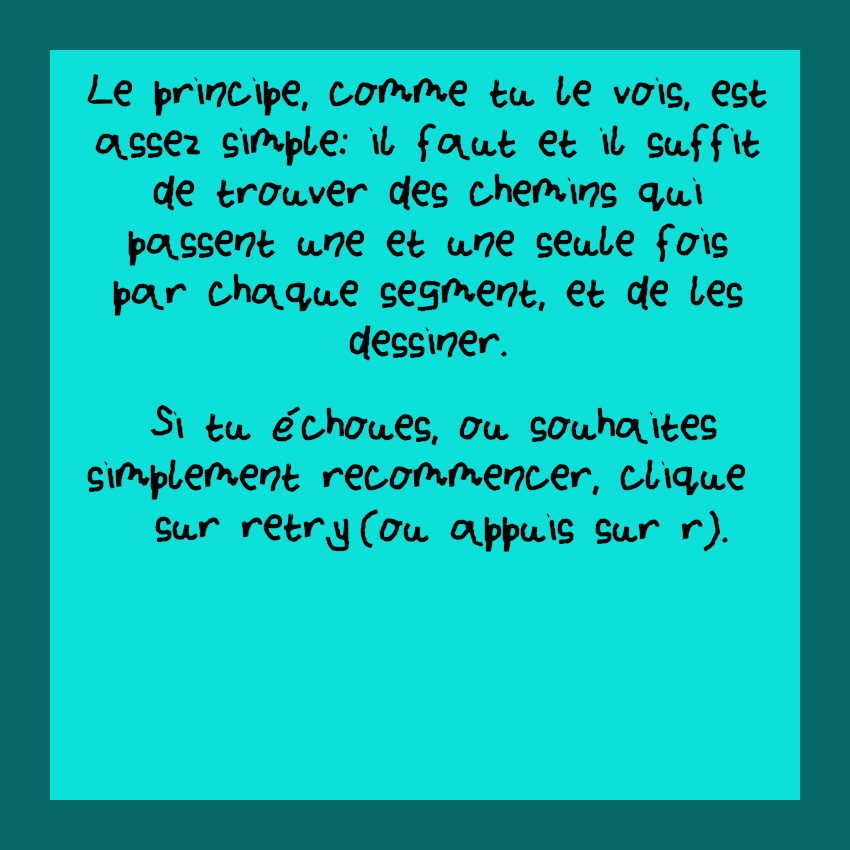 Le principe, comme tu le vois, est
assez simple: il faut et il suffit
de trouver des chemins qui
passent une et une seule fois
par chaque segment, et de les
dessiner.
Si tu échoues, ou souhaites
simplement recommencer, clique
sur retry(ou appuis sur r).